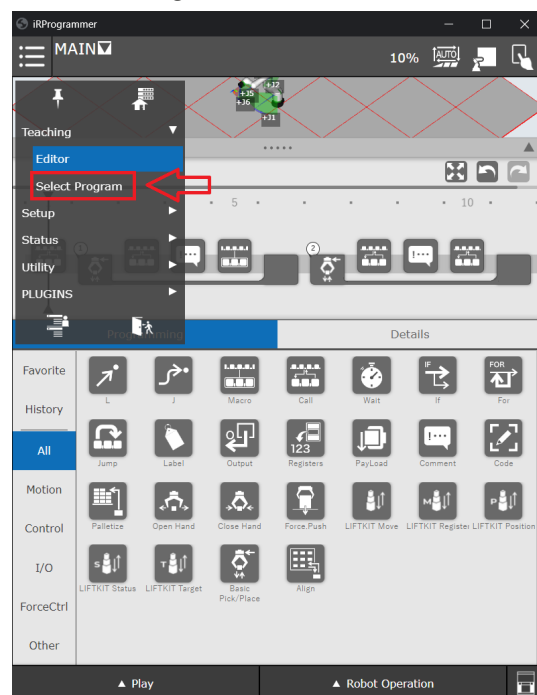 iRProgrammer
MAIN
10%
AUTO
+J2
+J5
+J6
+J1
Teaching
Editor
Select Program
Setup
Status
Utility
PLUGINS
5
10
1
2
Programming
Details
Favorite
History
All
Motion
Control
I/O
ForceCtrl
Other
L
J
Macro
Call
Wait
IF
If
FOR
For
Jump
Label
Output
123
Registers
PayLoad
Comment
Code
Palletize
Open Hand
Close Hand
Force.Push
LIFTKIT Move
M
LIFTKIT Register
P
LIFTKIT Position
S
LIFTKIT Status
T
LIFTKIT Target
Basic
Pick/Place
Align
▲ Play
▲ Robot Operation